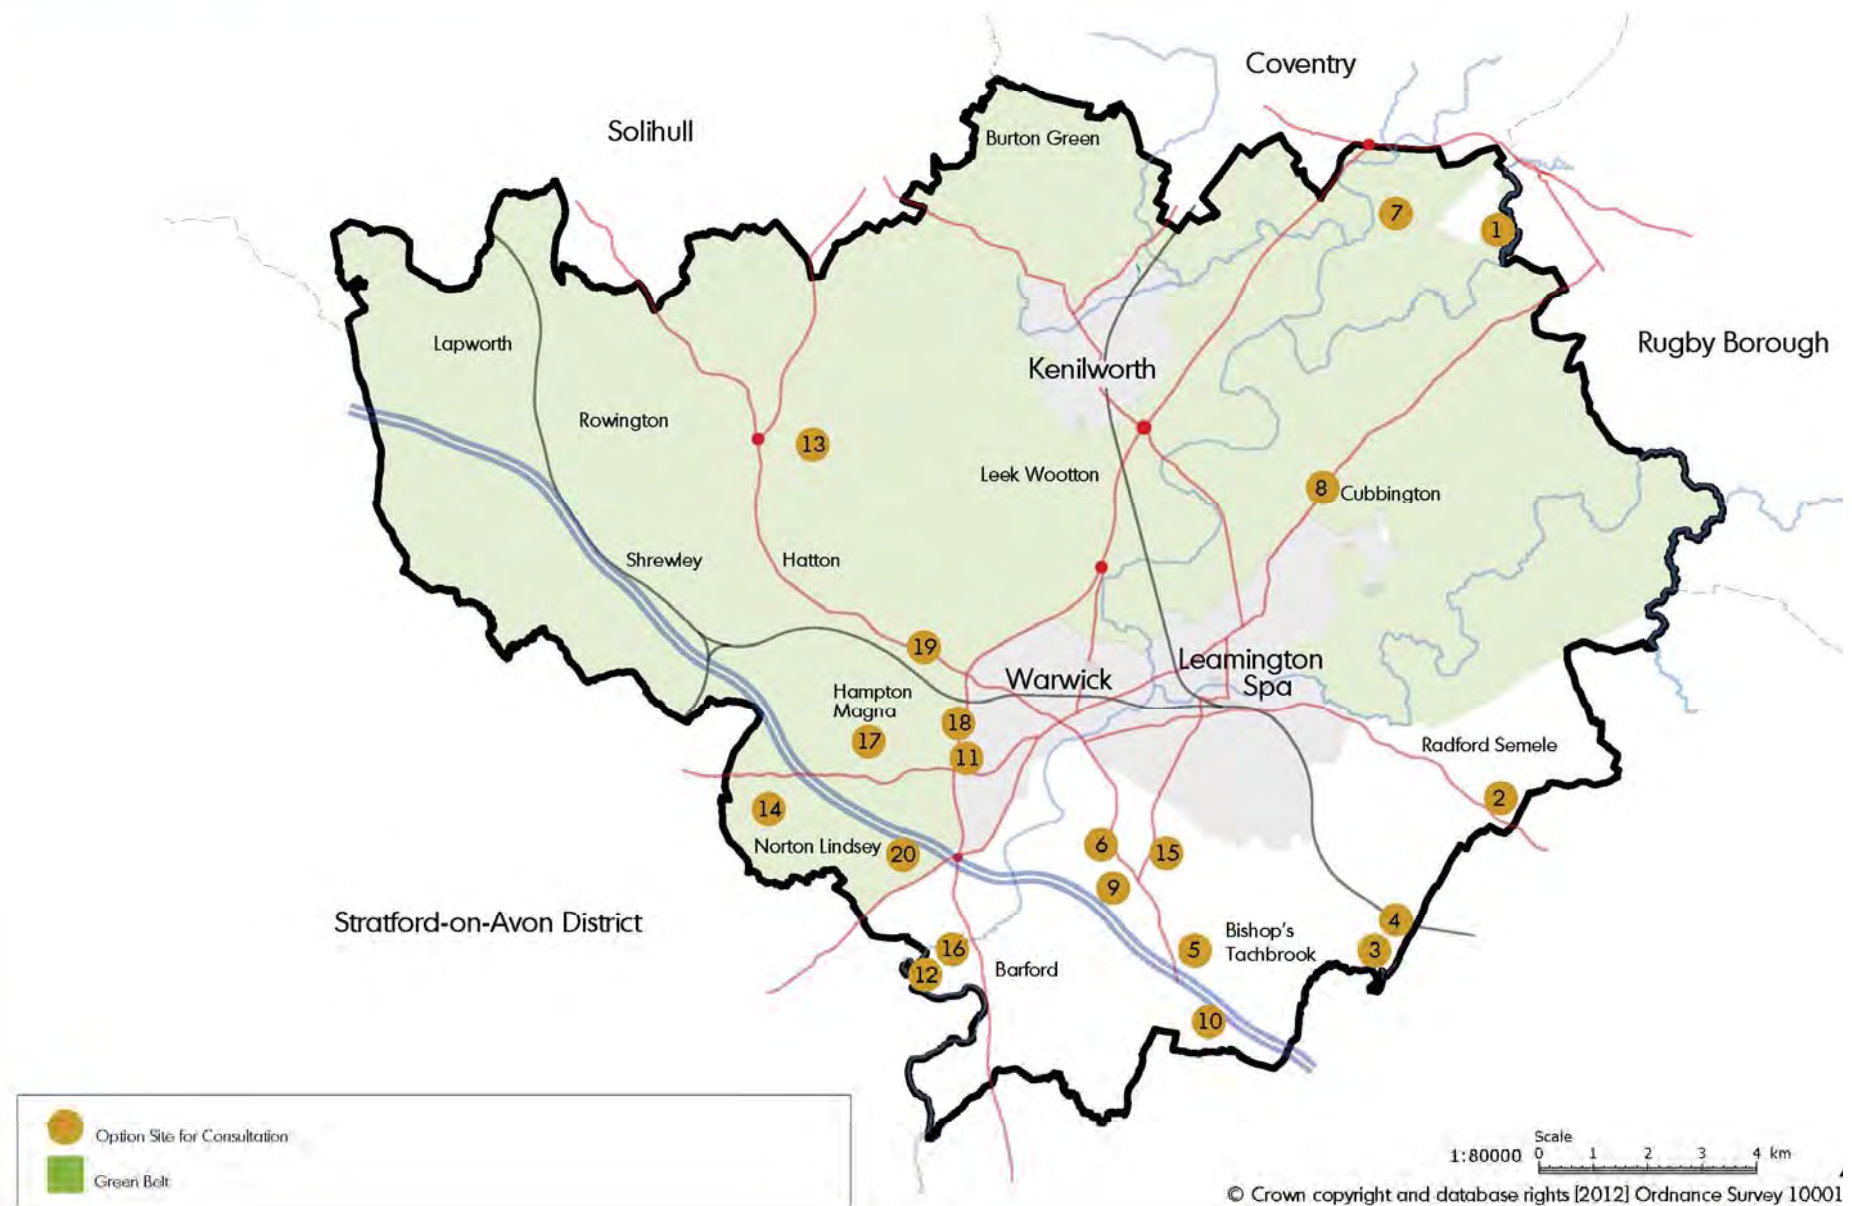 Coventry
Solihull
Burton Green
7
1
Rugby Borough
Lapworth
Kenilworth
Rowington
13
Leek Wootton
8
Cubbington
Shrewley
Hatton
19
Warwick
Leamington
Spa
Hampton
Magna
18
17
11
Radford Semele
2
14
Norton Lindsey
20
6
15
9
Stratford-on-Avon District
4
Bishop's
Tachbrook
5
3
16
12
Barford
10
Option Site for Consultation
Green Belt
Scale
1:80000
0 1 2 3 4 km
© Crown copyright and database rights [2012] Ordnance Survey 10001